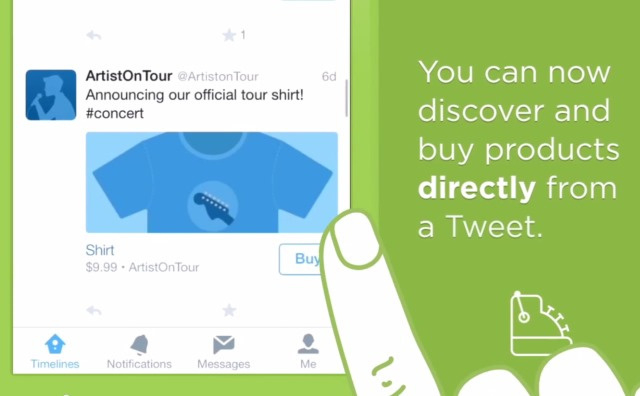 1
ArtistOnTour @ArtistonTour 6d
Announcing our official tour shirt!
#concert
Shirt
$9.99 • ArtistOnTour
Buy
Timelines Notifications Messages Me
You can now
discover and
buy products
directly from
a Tweet.